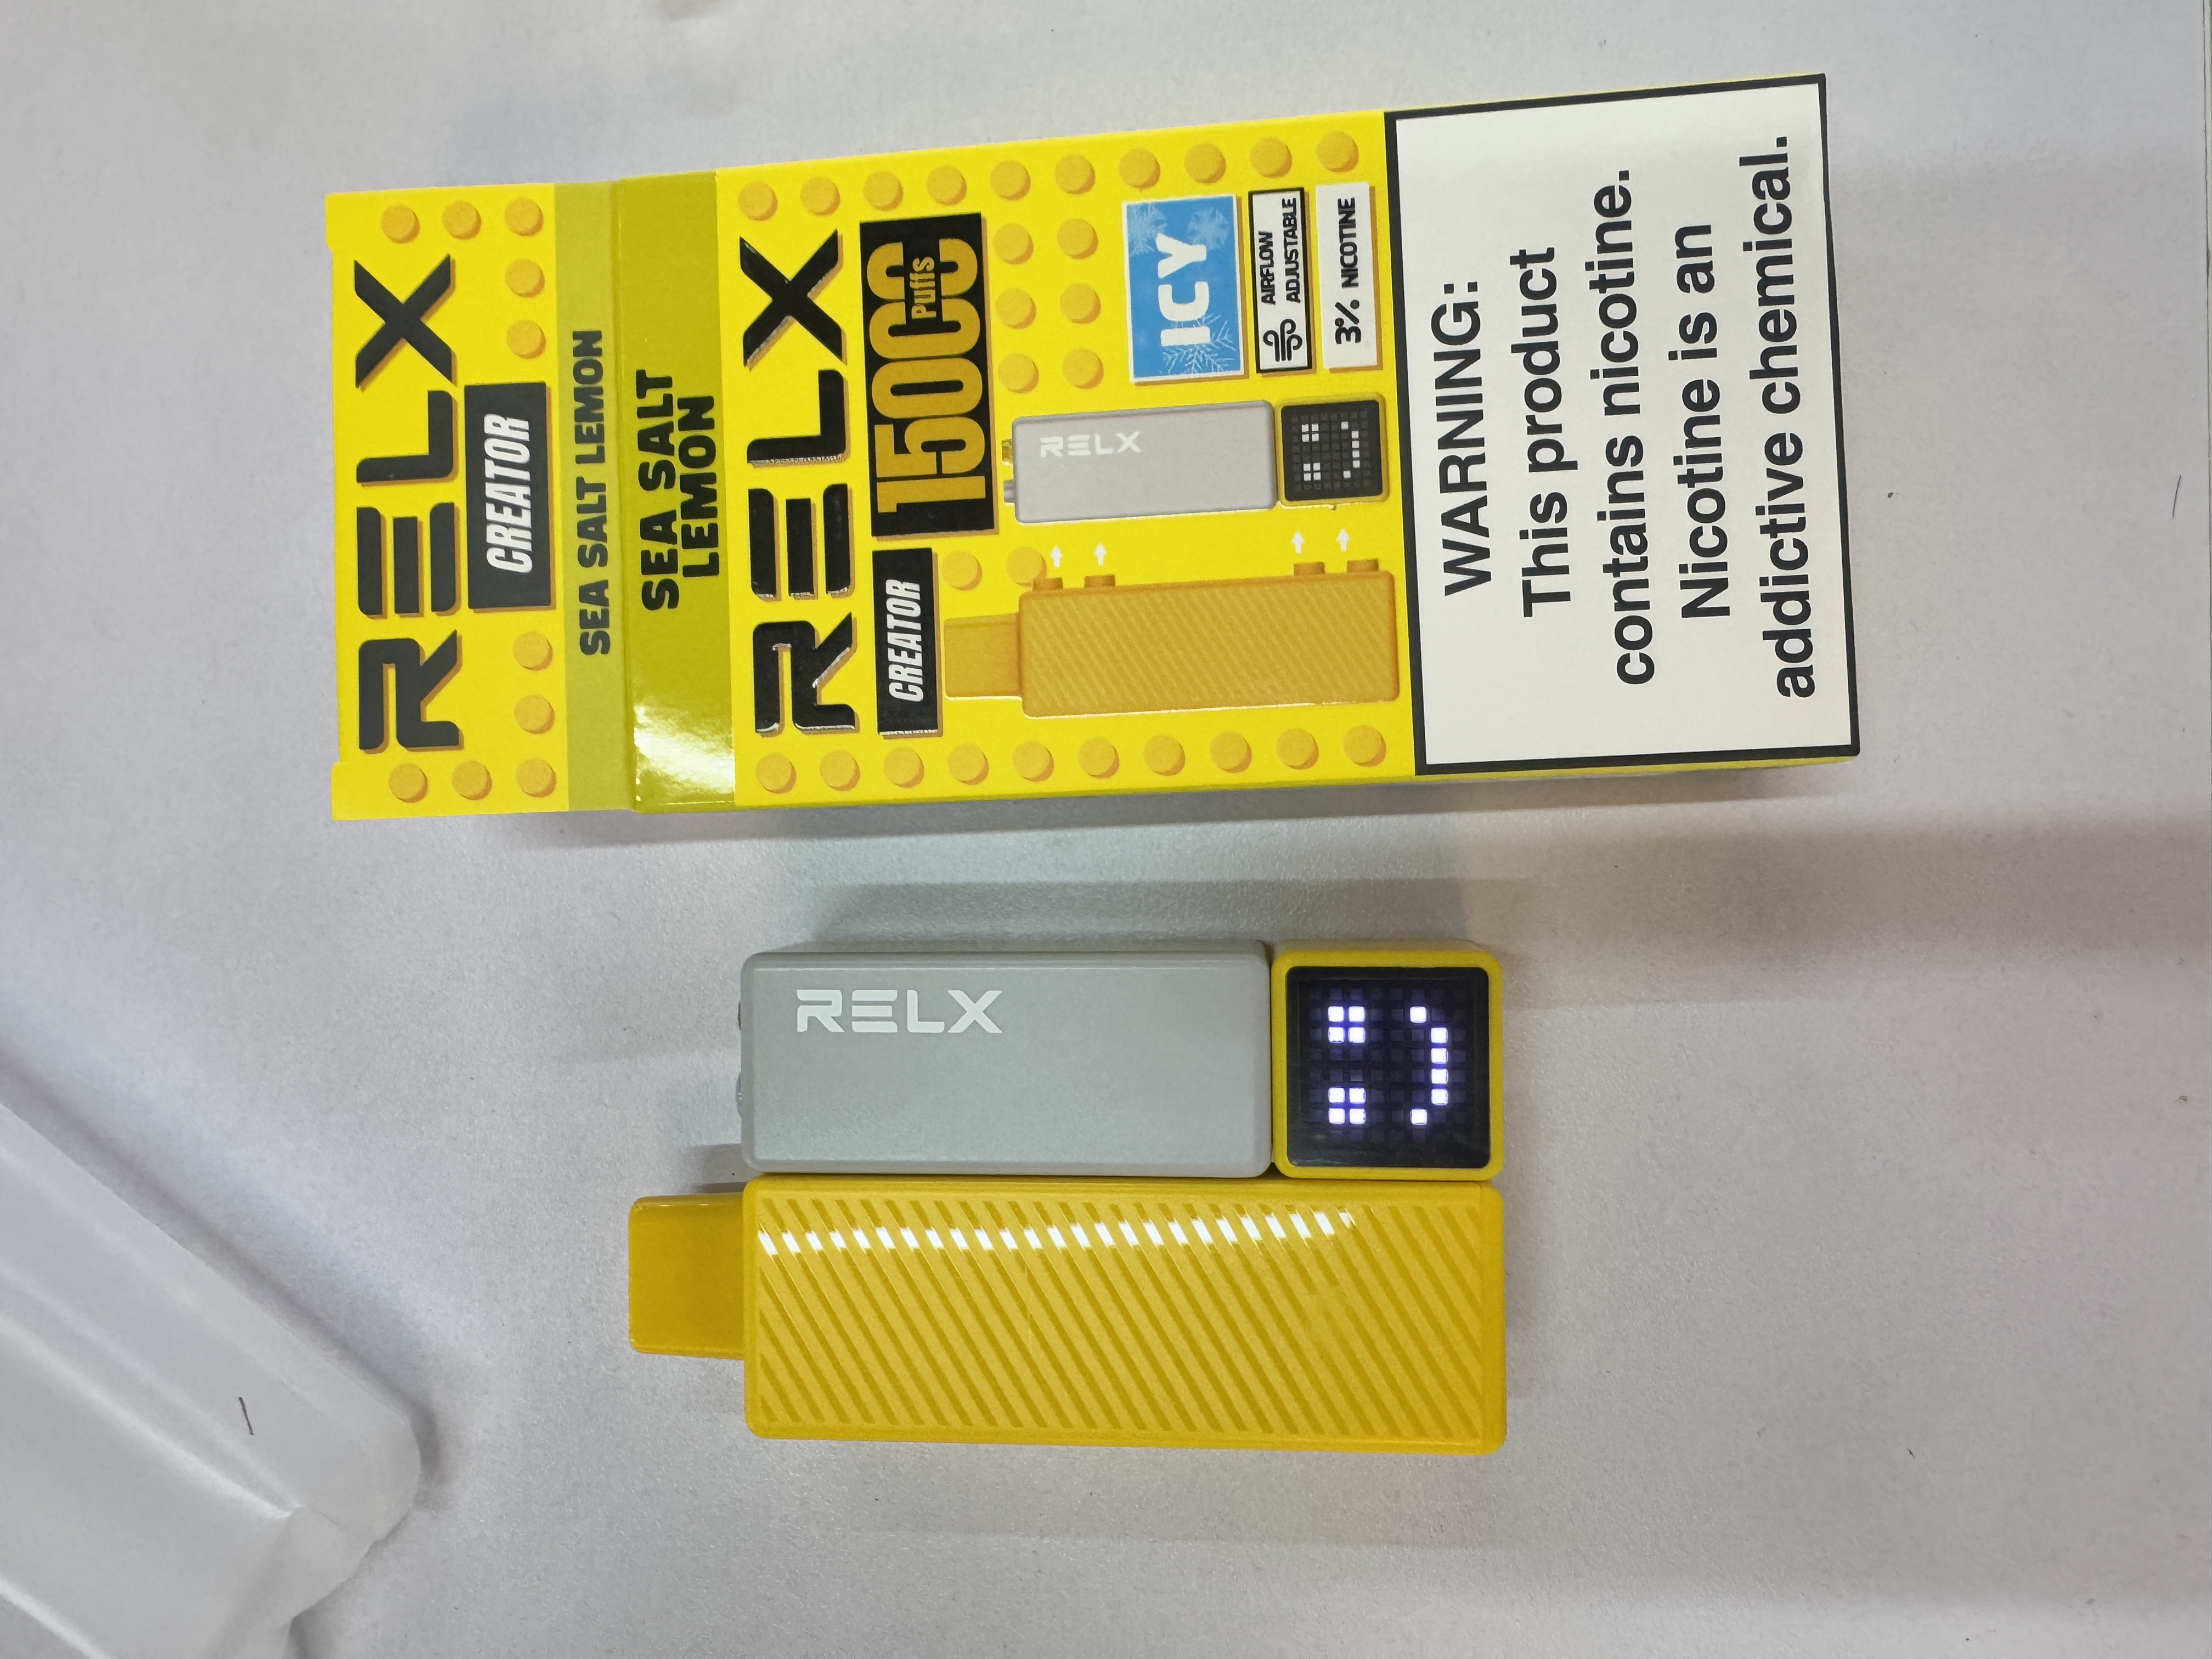 RELX
CREATOR
SEA SALT LEMON
SEA SALT
LEMON
RELX
CREATOR
15000
Puffs
RELX
ICY
AIRFLOW
ADJUSTABLE
3% NICOTINE
WARNING:
This product
contains nicotine.
Nicotine is an
addictive chemical.
RELX